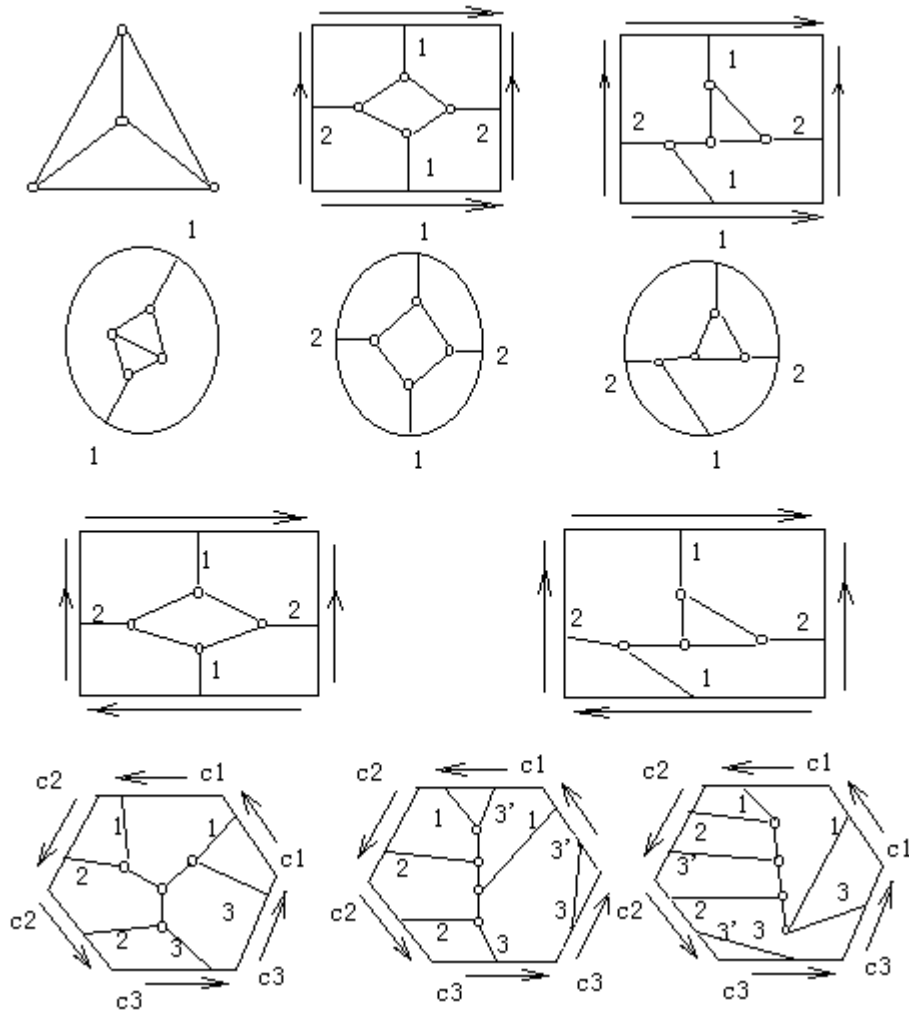 1 1
2 2 2 2
1 1
1 1 1
2 2 2 2
1 1 1
1 1
2 2 2
1 1
c2 c1 c2 c1 c2 c1
1 1 1 3' 1 1 1
2 3' 2
c1 3' c1 c1
c2 2 3 c2 3 c2 2 3
2 3 2 3 3' 3
c3 c3 c3
c3 c3 c3